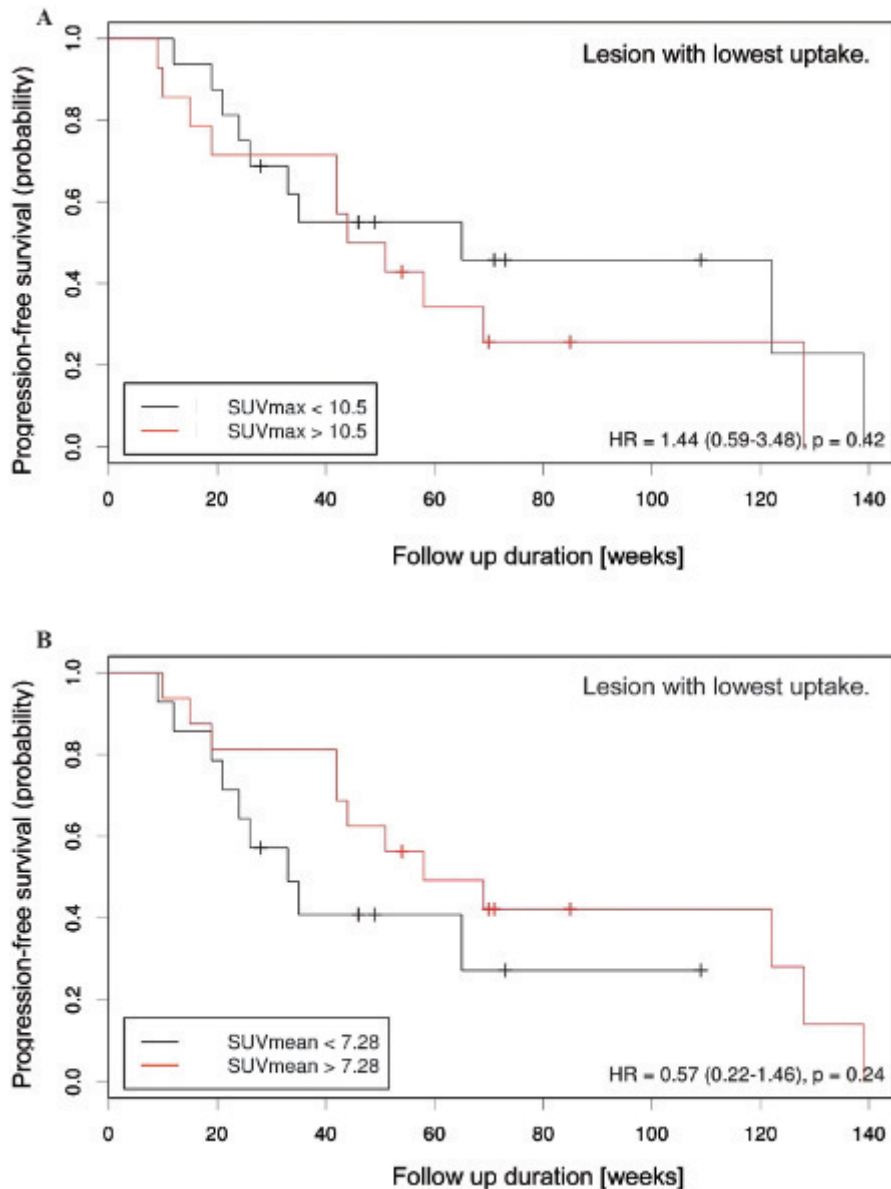 A
Lesion with lowest uptake.
Progression-free survival (probability)
1.0
0.8
0.6
0.4
0.2
0.0
SUVmax < 10.5
SUVmax > 10.5
HR = 1.44 (0.59-3.48), p = 0.42
0 20 40 60 80 100 120 140
Follow up duration [weeks]
B
Lesion with lowest uptake.
Progression-free survival (probability)
1.0
0.8
0.6
0.4
0.2
0.0
SUVmean < 7.28
SUVmean > 7.28
HR = 0.57 (0.22-1.46), p = 0.24
0 20 40 60 80 100 120 140
Follow up duration [weeks]